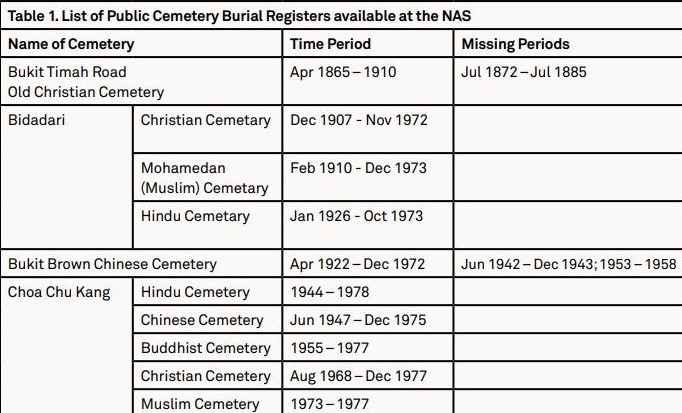 Table 1. List of Public Cemetery Burial Registers available at the NAS
Name of Cemetery Time Period Missing Periods
Bukit Timah Road Apr 1865 – 1910 Jul 1872 – Jul 1885
Old Christian Cemetery
Bidadari Christian Cemetary Dec 1907 - Nov 1972
Mohamedan Feb 1910 - Dec 1973
(Muslim) Cemetary
Hindu Cemetary Jan 1926 - Oct 1973
Bukit Brown Chinese Cemetery Apr 1922 – Dec 1972 Jun 1942 – Dec 1943; 1953 – 1958
Choa Chu Kang Hindu Cemetery 1944 – 1978
Chinese Cemetery Jun 1947 – Dec 1975
Buddhist Cemetery 1955 – 1977
Christian Cemetery Aug 1968 – Dec 1977
Muslim Cemetery 1973 – 1977